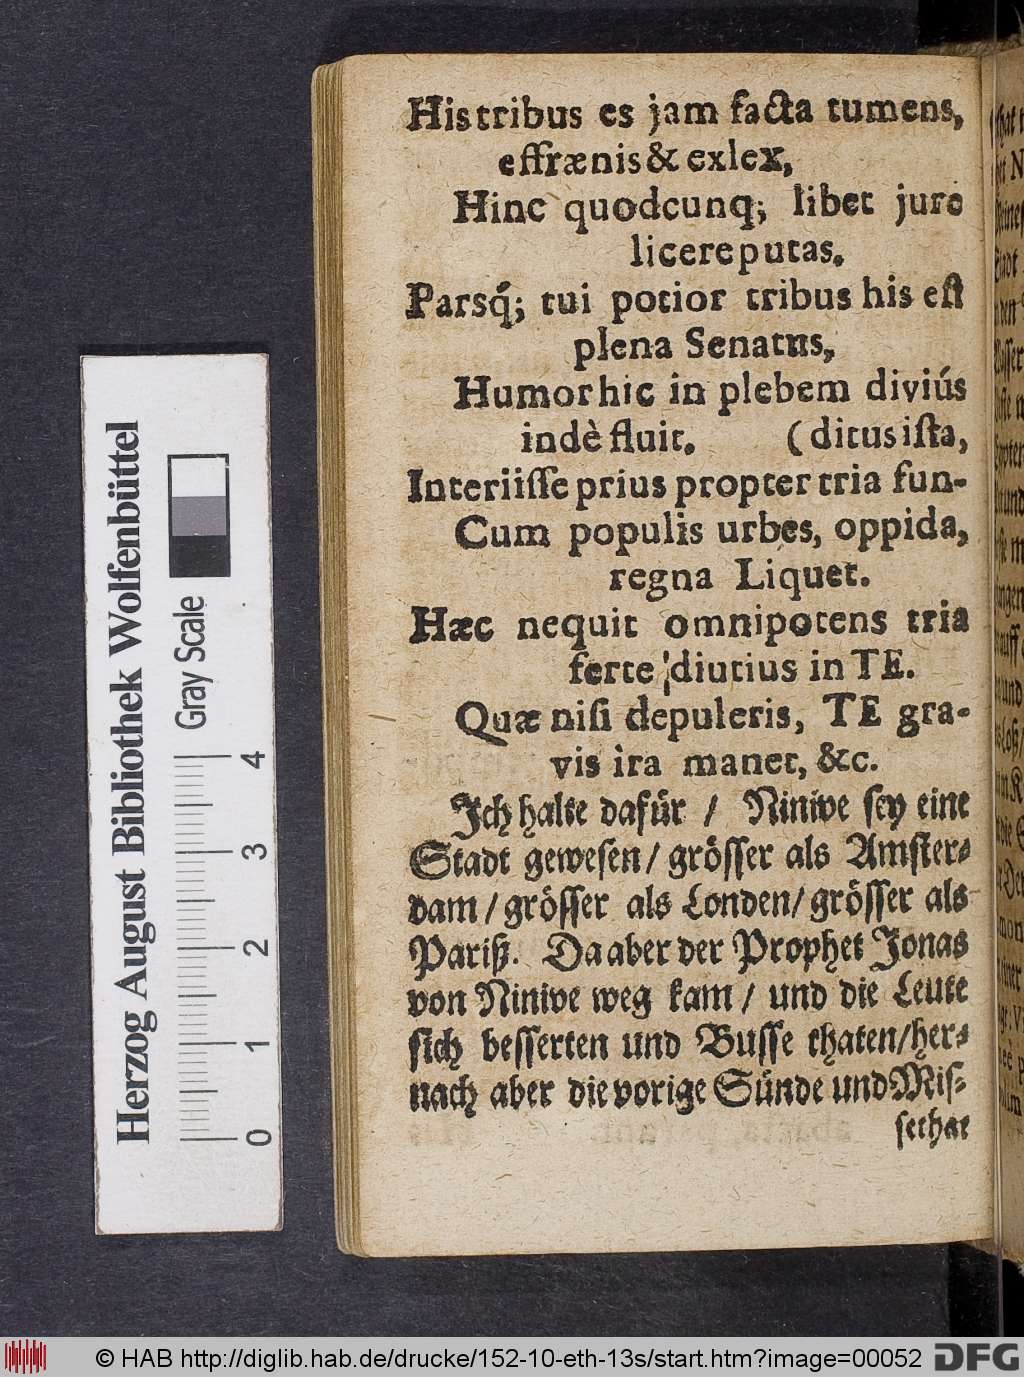 His tribus es jam facta tumens,
effrænis & exlex,
Hinc quodcunq; libet jure
licere putas.
Parsq́; tui potior tribus his est
plena Senatus,
Humor hic in plebem diviús
indè fluit. (ditus ista,
Interiisse prius propter tria fun-
Cum populis urbes, oppida,
regna Liquet.
Hæc nequit omnipotens tria
ferte diutius in TE.
Quæ nisi depuleris, TE gra-
vis ìra manet, &c.
Ich halte dafür / Ninive sey eine
Stadt gewesen / grösser als Amster-
dam / grösser als Londen / grösser als
Pariß. Da aber der Prophet Jonas
von Ninive weg kam / und die Leute
sich besserten und Busse thaten / her-
nach aber die vorige Sünde und Mis-
sethat
Herzog August Bibliothek Wolfenbüttel
Gray Scale
0 1 2 3 4
© HAB http://diglib.hab.de/drucke/152-10-eth-13s/start.htm?image=00052
DFG